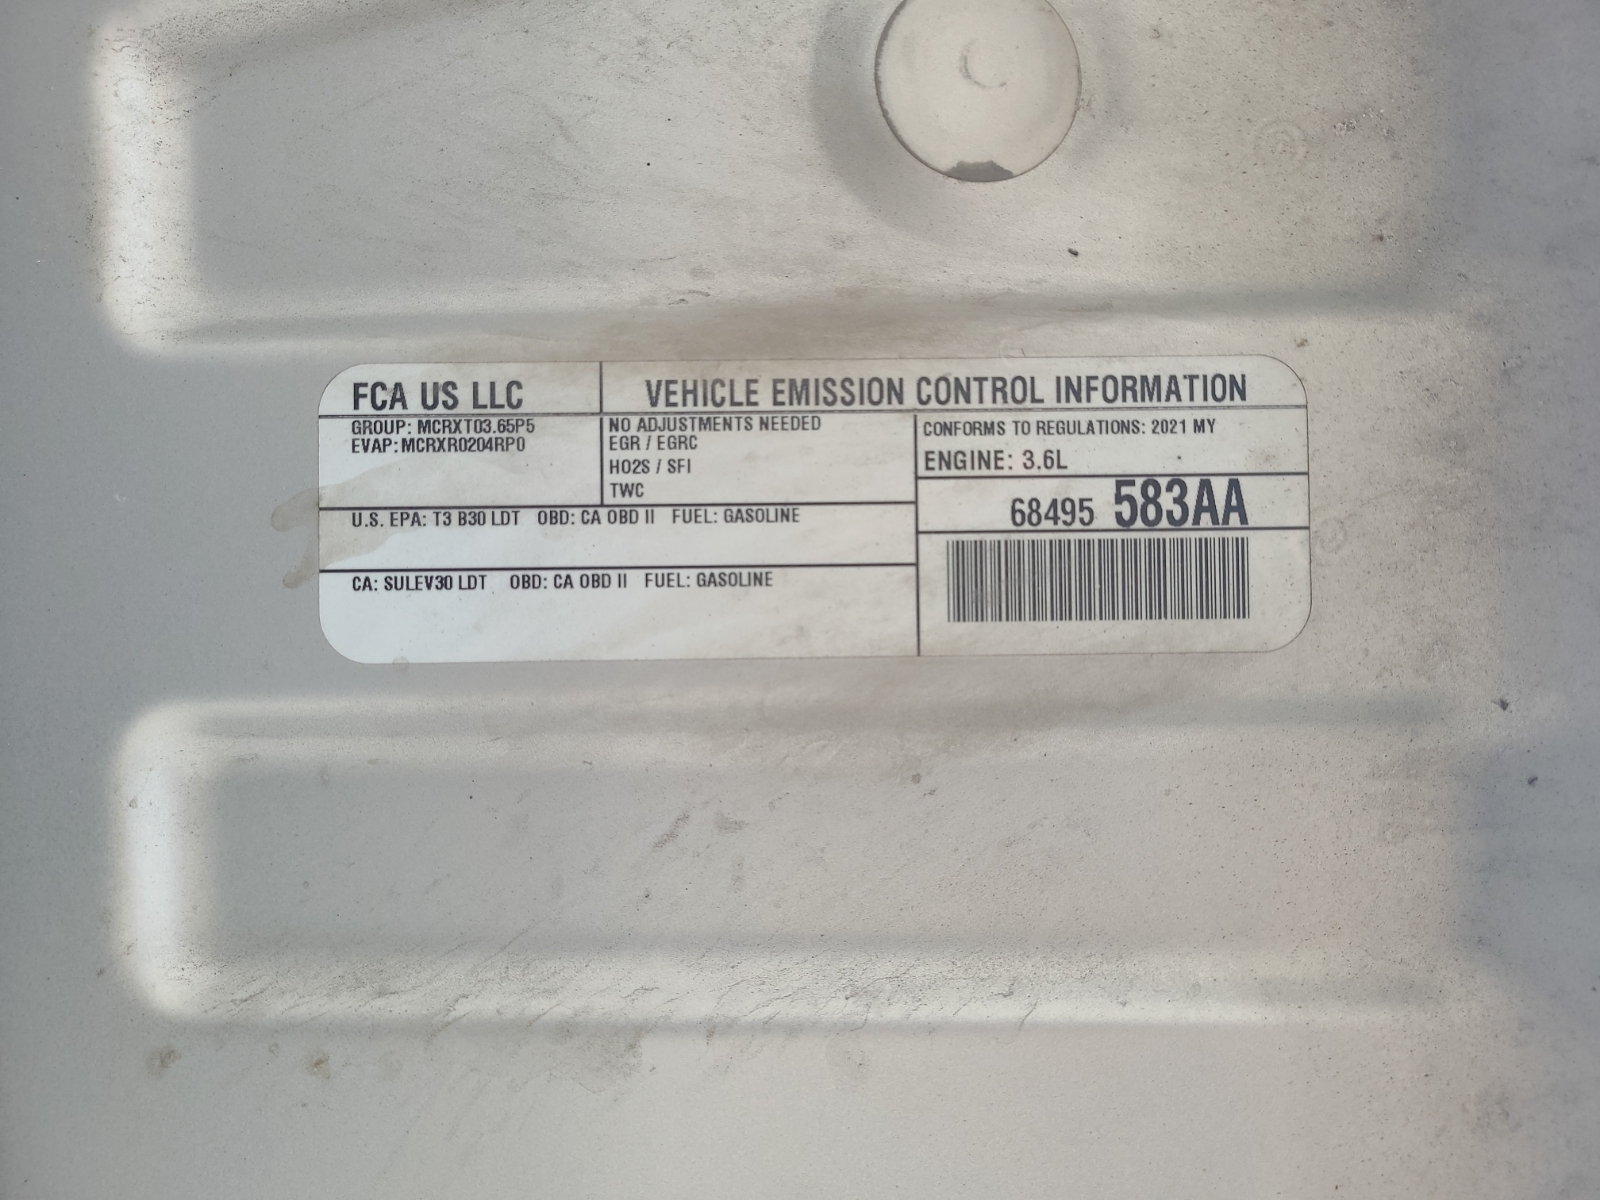 FCA US LLC
VEHICLE EMISSION CONTROL INFORMATION
GROUP: MCRXT03.65P5
EVAP: MCRXR0204RP0
NO ADJUSTMENTS NEEDED
EGR / EGRC
HO2S / SFI
TWC
CONFORMS TO REGULATIONS: 2021 MY
ENGINE: 3.6L
68495 583AA
U.S. EPA: T3 B30 LDT OBD: CA OBD II FUEL: GASOLINE
CA: SULEV30 LDT OBD: CA OBD II FUEL: GASOLINE